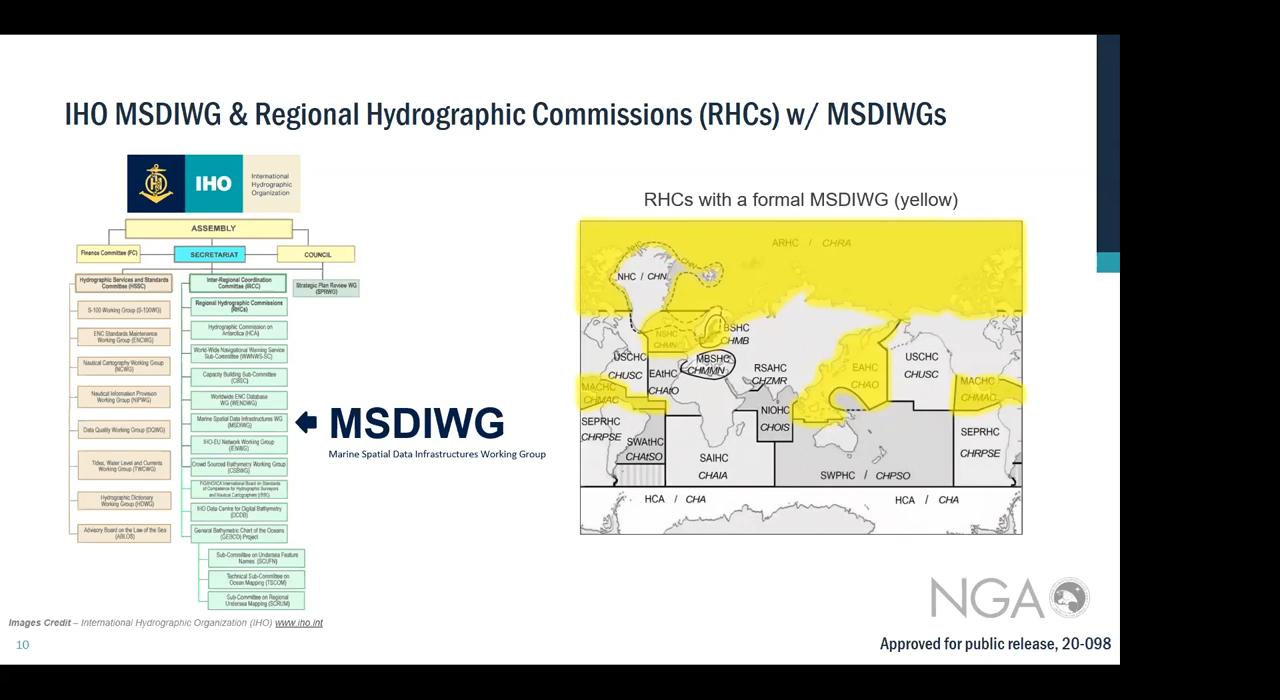 IHO MSDIWG & Regional Hydrographic Commissions (RHCs) w/ MSDIWGs
IHO
International
Hydrographic
Organization
ASSEMBLY
Finance Committee (FC)
SECRETARIAT
COUNCIL
Hydrographic Services and Standards
Committee (HSSC)
S-100 Working Group (S-100WG)
ENC Standards Maintenance
Working Group (ENCWG)
Nautical Cartography Working Group
(NCWG)
Nautical Information Provision
Working Group (NIPWG)
Data Quality Working Group (DQWG)
Tides, Water Level and Currents
Working Group (TWCWG)
Hydrographic Dictionary
Working Group (HDWG)
Advisory Board on the Law of the Sea
(ABLOS)
Inter-Regional Coordination
Committee (IRCC)
Regional Hydrographic Commissions
(RHCs)
Hydrographic Commission on
Antarctica (HCA)
World-Wide Navigational Warning Service
Sub-Committee (WWNWS-SC)
Capacity Building Sub-Committee
(CBSC)
Worldwide ENC Database
WG (WENDWG)
Marine Spatial Data Infrastructures WG
(MSDIWG)
IHO-EU Network Working Group
(IENWG)
Crowd Sourced Bathymetry Working Group
(CSBWG)
FIG/IHO/ICA International Board on Standards
of Competence for Hydrographic Surveyors
and Nautical Cartographers (IBSC)
IHO Data Centre for Digital Bathymetry
(DCDB)
General Bathymetric Chart of the Oceans
(GEBCO) Project
Sub-Committee on Undersea Feature
Names (SCUFN)
Technical Sub-Committee on
Ocean Mapping (TSCOM)
Sub-Committee on Regional
Undersea Mapping (SCRUM)
Strategic Plan Review WG
(SPRWG)
MSDIWG
Marine Spatial Data Infrastructures Working Group
RHCs with a formal MSDIWG (yellow)
ARHC / CHRA
NHC
NHC / CHN
NSHC
CHMN
BSHC
CHMB
USCHC
CHUSC
EAtHC
CHAtO
MBSHC
CHMMN
RSAHC
CHZMR
EAHC
CHAO
USCHC
CHUSC
MACHC
CHMAC
MACHC
CHMAC
SEPRHC
CHRPSE
SWAtHC
CHAtSO
NIOHC
CHOIS
SAIHC
CHAIA
SWPHC / CHPSO
SEPRHC
CHRPSE
HCA / CHA
HCA / CHA
NGA
Images Credit – International Hydrographic Organization (IHO) www.iho.int
10
Approved for public release, 20-098